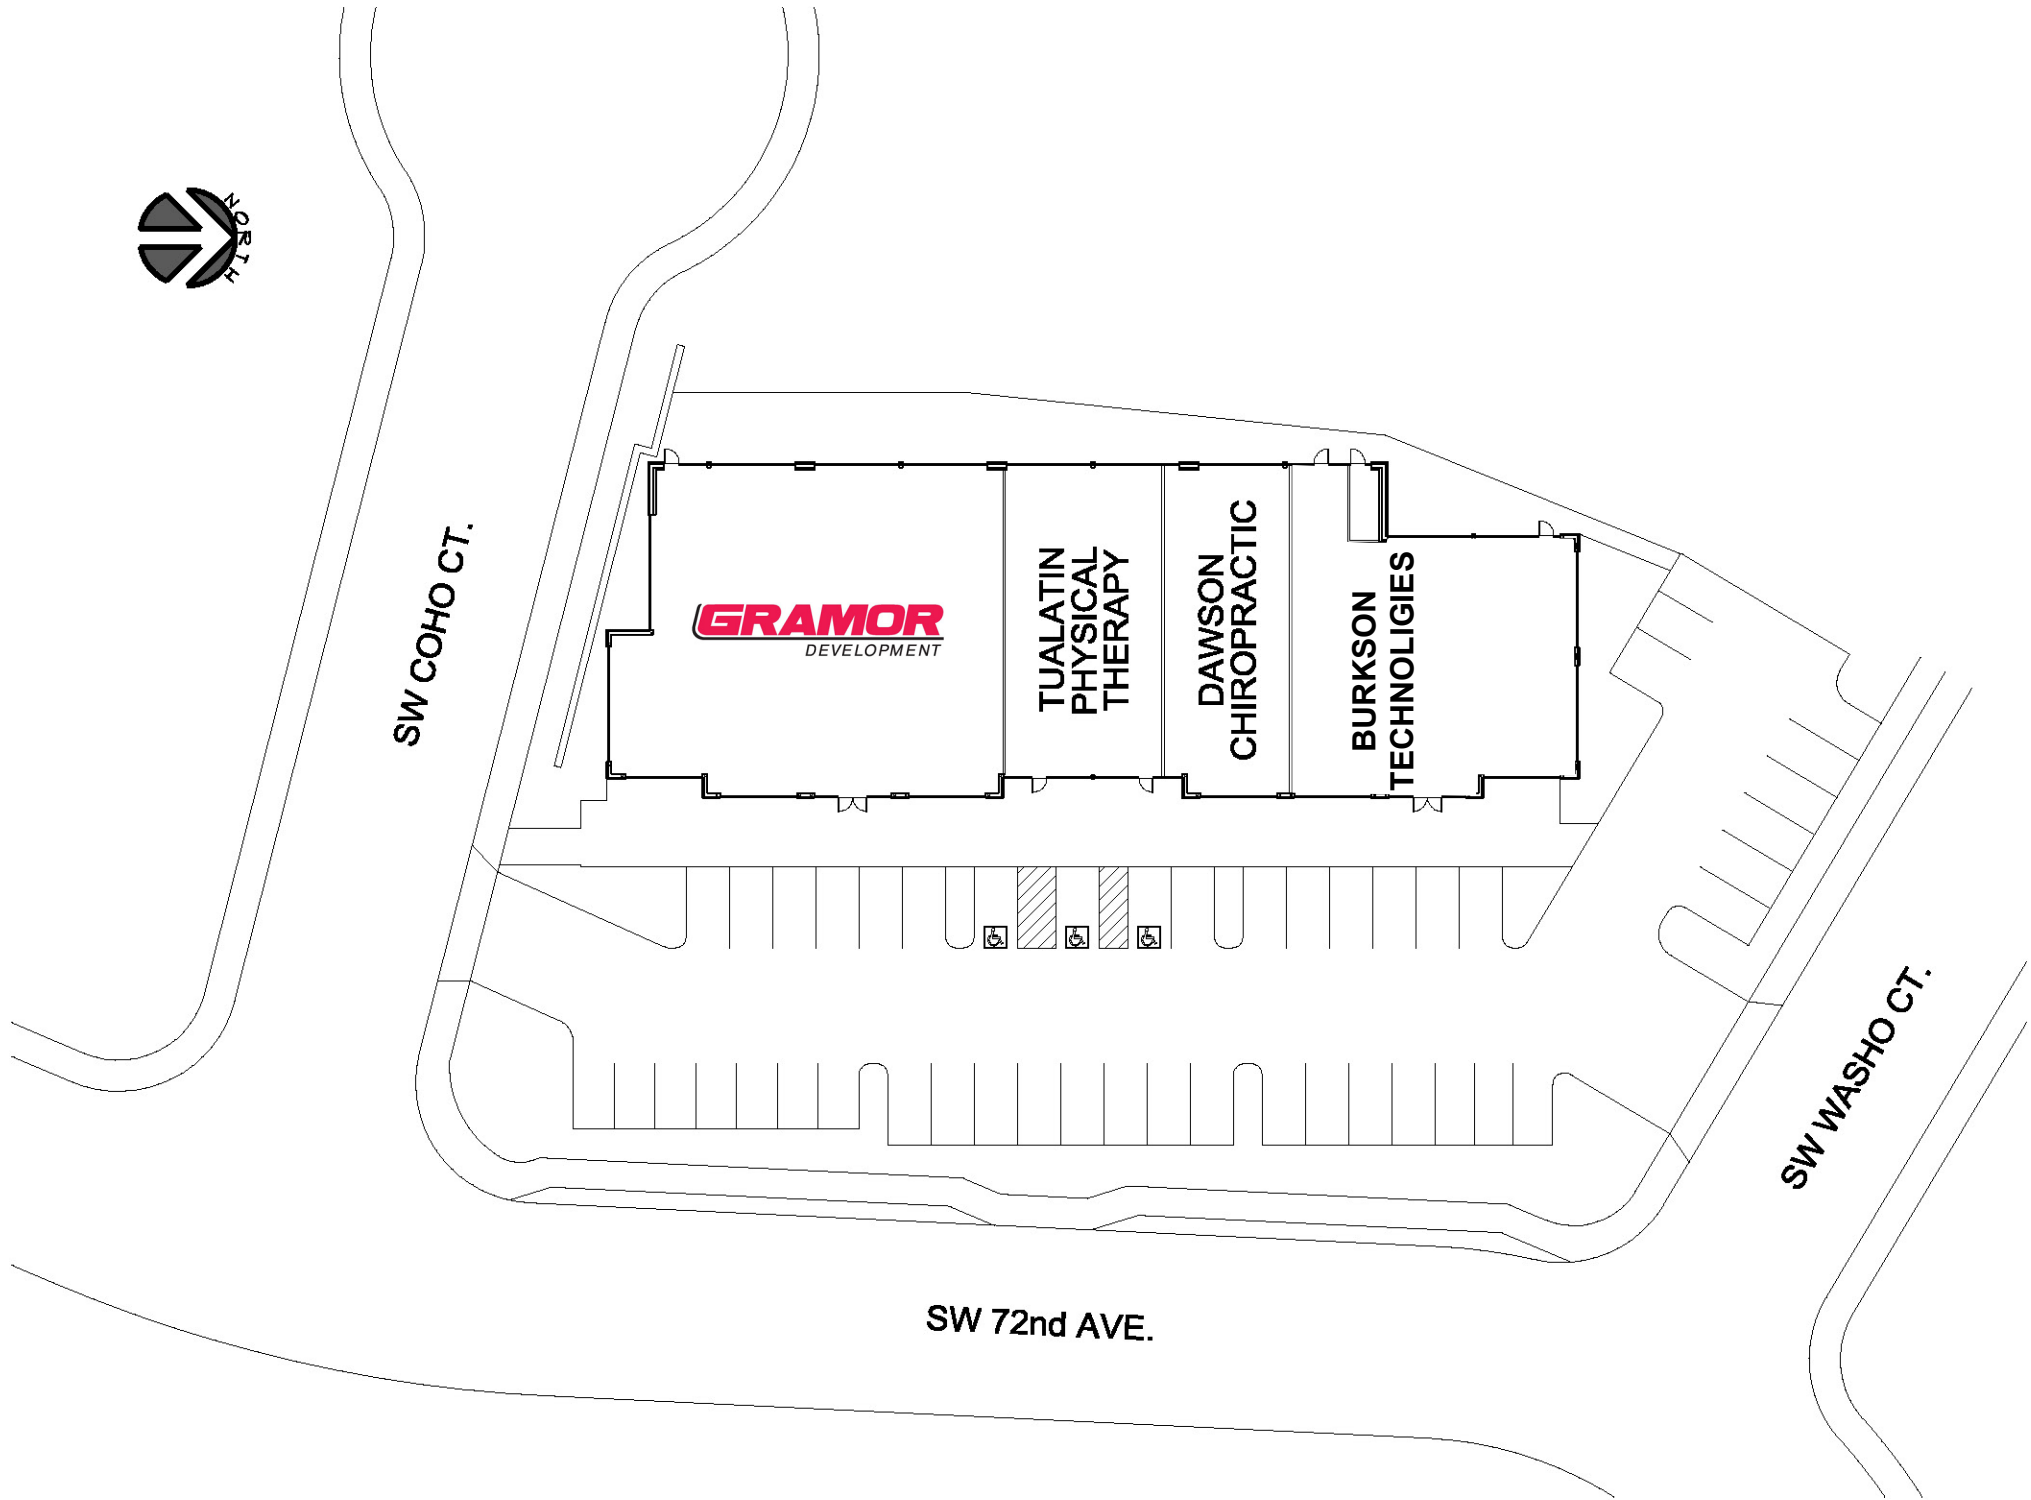 NORTH
SW COHO CT.
GRAMOR
DEVELOPMENT
TUALATIN
PHYSICAL
THERAPY
DAWSON
CHIROPRACTIC
BURKSON
TECHNOLIGIES
SW WASHO CT.
SW 72nd AVE.